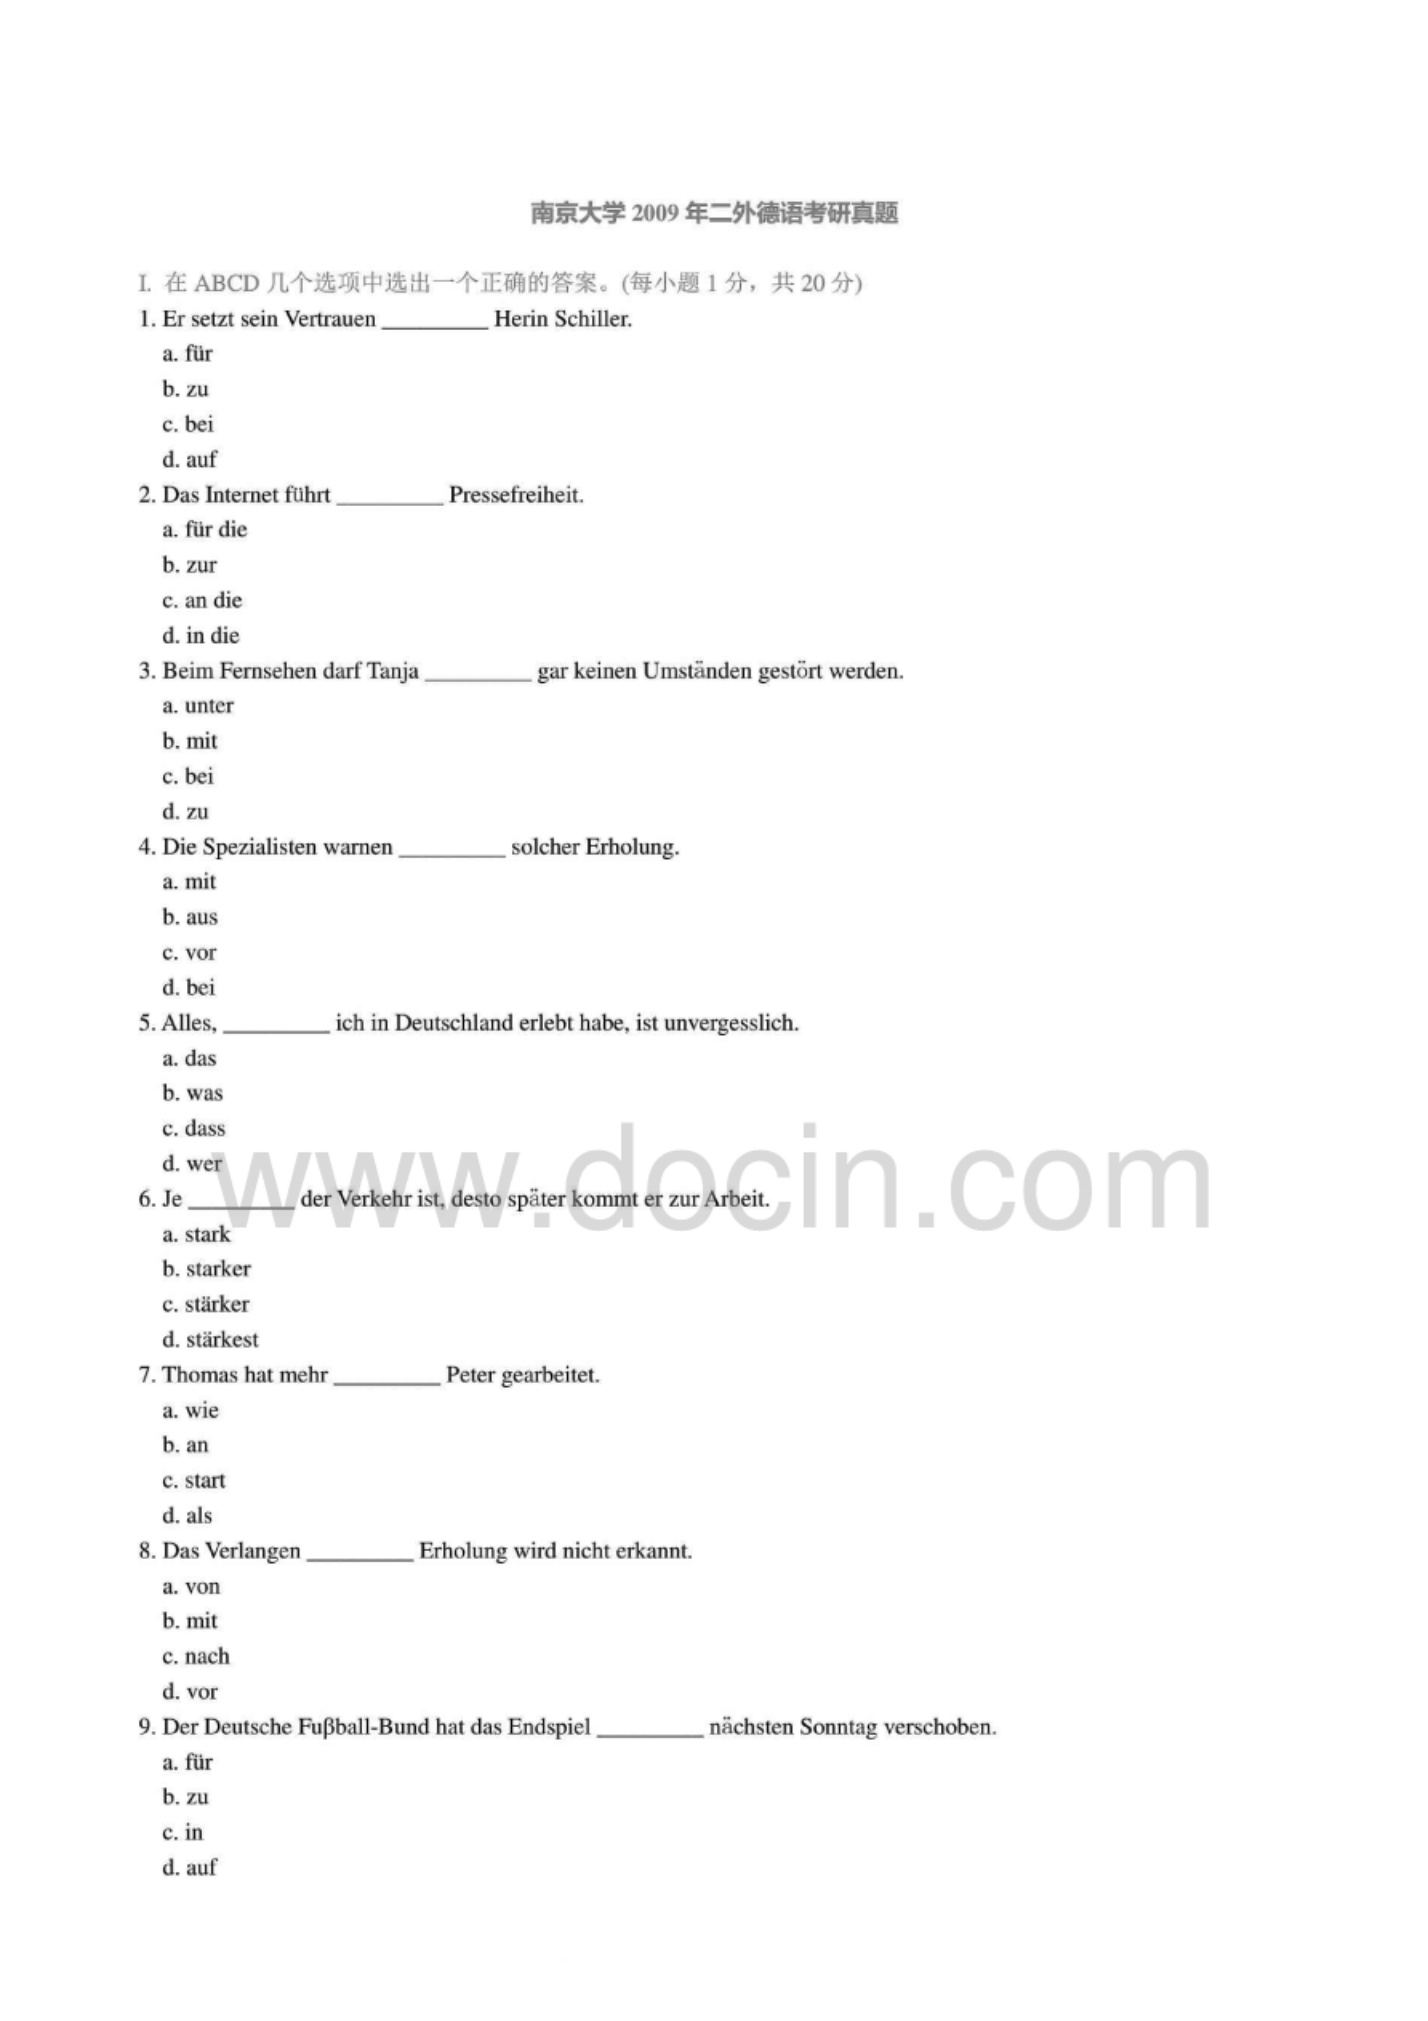 南京大学 2009 年二外德语考研真题
I. 在 ABCD 几个选项中选出一个正确的答案。(每小题 1 分，共 20 分)
1. Er setzt sein Vertrauen _________ Herin Schiller.
a. für
b. zu
c. bei
d. auf
2. Das Internet führt _________ Pressefreiheit.
a. für die
b. zur
c. an die
d. in die
3. Beim Fernsehen darf Tanja _________ gar keinen Umständen gestört werden.
a. unter
b. mit
c. bei
d. zu
4. Die Spezialisten warnen _________ solcher Erholung.
a. mit
b. aus
c. vor
d. bei
5. Alles, _________ ich in Deutschland erlebt habe, ist unvergesslich.
a. das
b. was
c. dass
d. wer
www.docin.com
6. Je _________ der Verkehr ist, desto später kommt er zur Arbeit.
a. stark
b. starker
c. stärker
d. stärkest
7. Thomas hat mehr _________ Peter gearbeitet.
a. wie
b. an
c. start
d. als
8. Das Verlangen _________ Erholung wird nicht erkannt.
a. von
b. mit
c. nach
d. vor
9. Der Deutsche Fuβball-Bund hat das Endspiel _________ nächsten Sonntag verschoben.
a. für
b. zu
c. in
d. auf